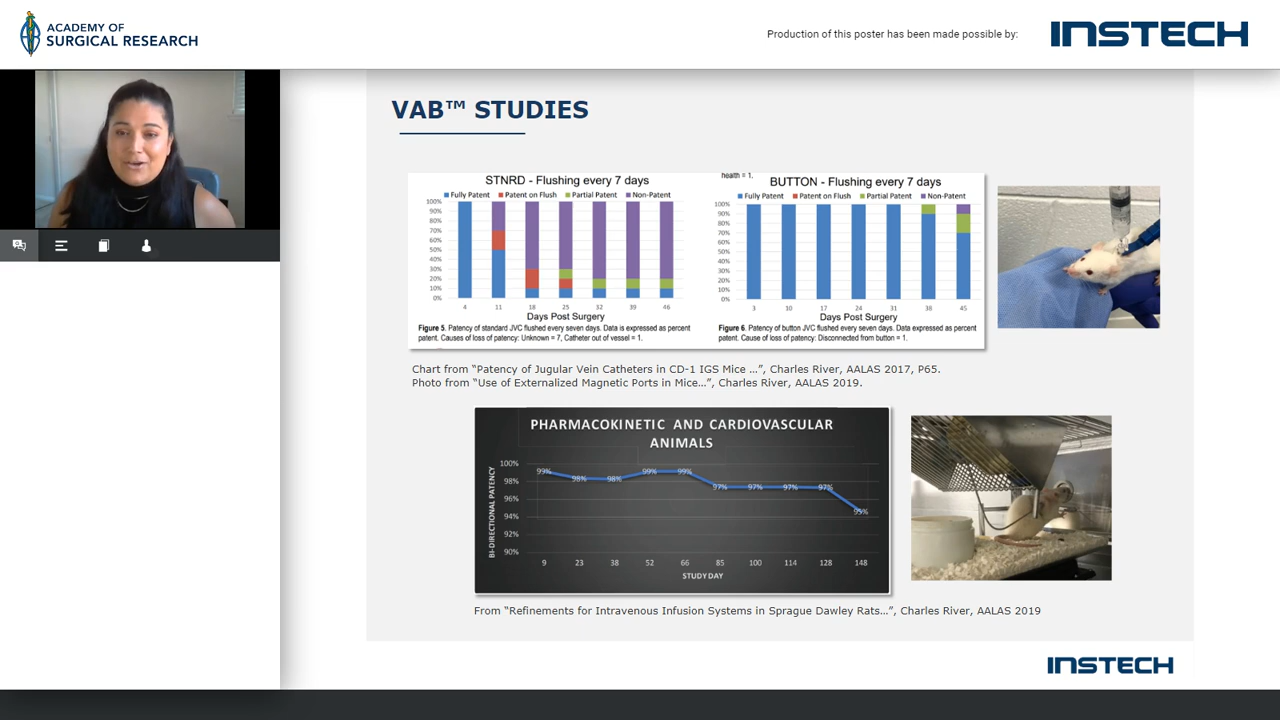 ACADEMY OF
SURGICAL RESEARCH
Production of this poster has been made possible by:
INSTECH
VAB™ STUDIES
STNRD - Flushing every 7 days
Fully Patent Patent on Flush Partial Patent Non-Patent
100%
90%
80%
70%
60%
50%
40%
30%
20%
10%
0%
4 11 18 25 32 39 46
Days Post Surgery
Figure 5. Patency of standard JVC flushed every seven days. Data is expressed as percent
patent. Causes of loss of patency: Unknown = 7, Catheter out of vessel = 1.
health = 1.
BUTTON - Flushing every 7 days
Fully Patent Patent on Flush Partial Patent Non-Patent
100%
90%
80%
70%
60%
50%
40%
30%
20%
10%
0%
3 10 17 24 31 38 45
Days Post Surgery
Figure 6. Patency of button JVC flushed every seven days. Data expressed as percent
patent. Cause of loss of patency: Disconnected from button = 1.
Chart from “Patency of Jugular Vein Catheters in CD-1 IGS Mice ...”, Charles River, AALAS 2017, P65.
Photo from “Use of Externalized Magnetic Ports in Mice...”, Charles River, AALAS 2019.
PHARMACOKINETIC AND CARDIOVASCULAR
ANIMALS
BI-DIRECTIONAL PATENCY
100%
98%
96%
94%
92%
90%
99% 98% 98% 99% 99% 97% 97% 97% 97% 95%
9 23 38 52 66 85 100 114 128 148
STUDY DAY
From “Refinements for Intravenous Infusion Systems in Sprague Dawley Rats...”, Charles River, AALAS 2019
INSTECH